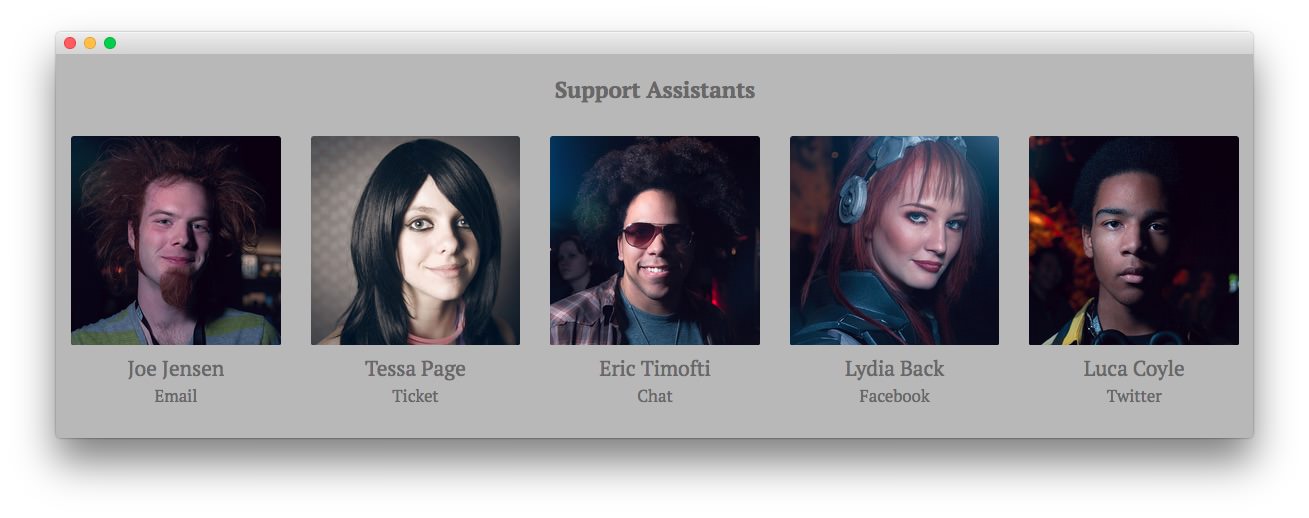 Support Assistants
Joe Jensen
Email
Tessa Page
Ticket
Eric Timofti
Chat
Lydia Back
Facebook
Luca Coyle
Twitter